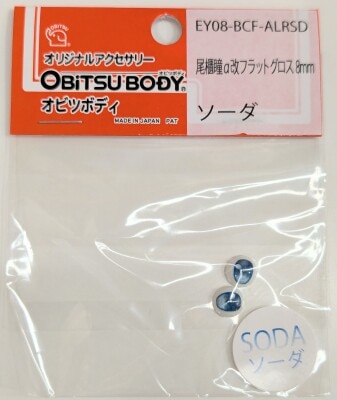 OBITSU
オリジナルアクセサリー
OBITSU BODY®
オビツボディ
オビツボディ
MADE IN JAPAN PAT
EY08-BCF-ALRSD
尾櫃瞳α改フラットグロス 8mm
ソーダ
SODA
ソーダ